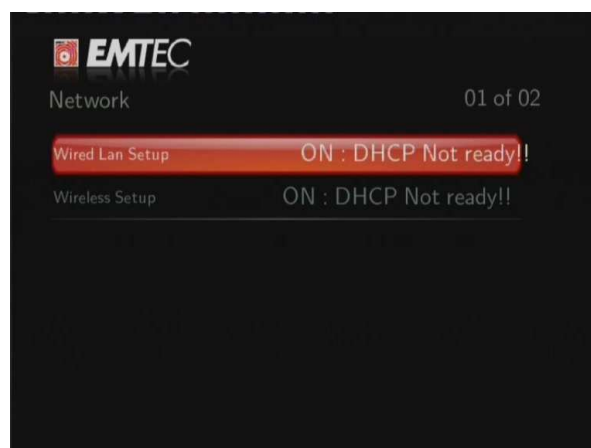 EMTEC
Network 01 of 02
Wired Lan Setup ON : DHCP Not ready!!
Wireless Setup ON : DHCP Not ready!!